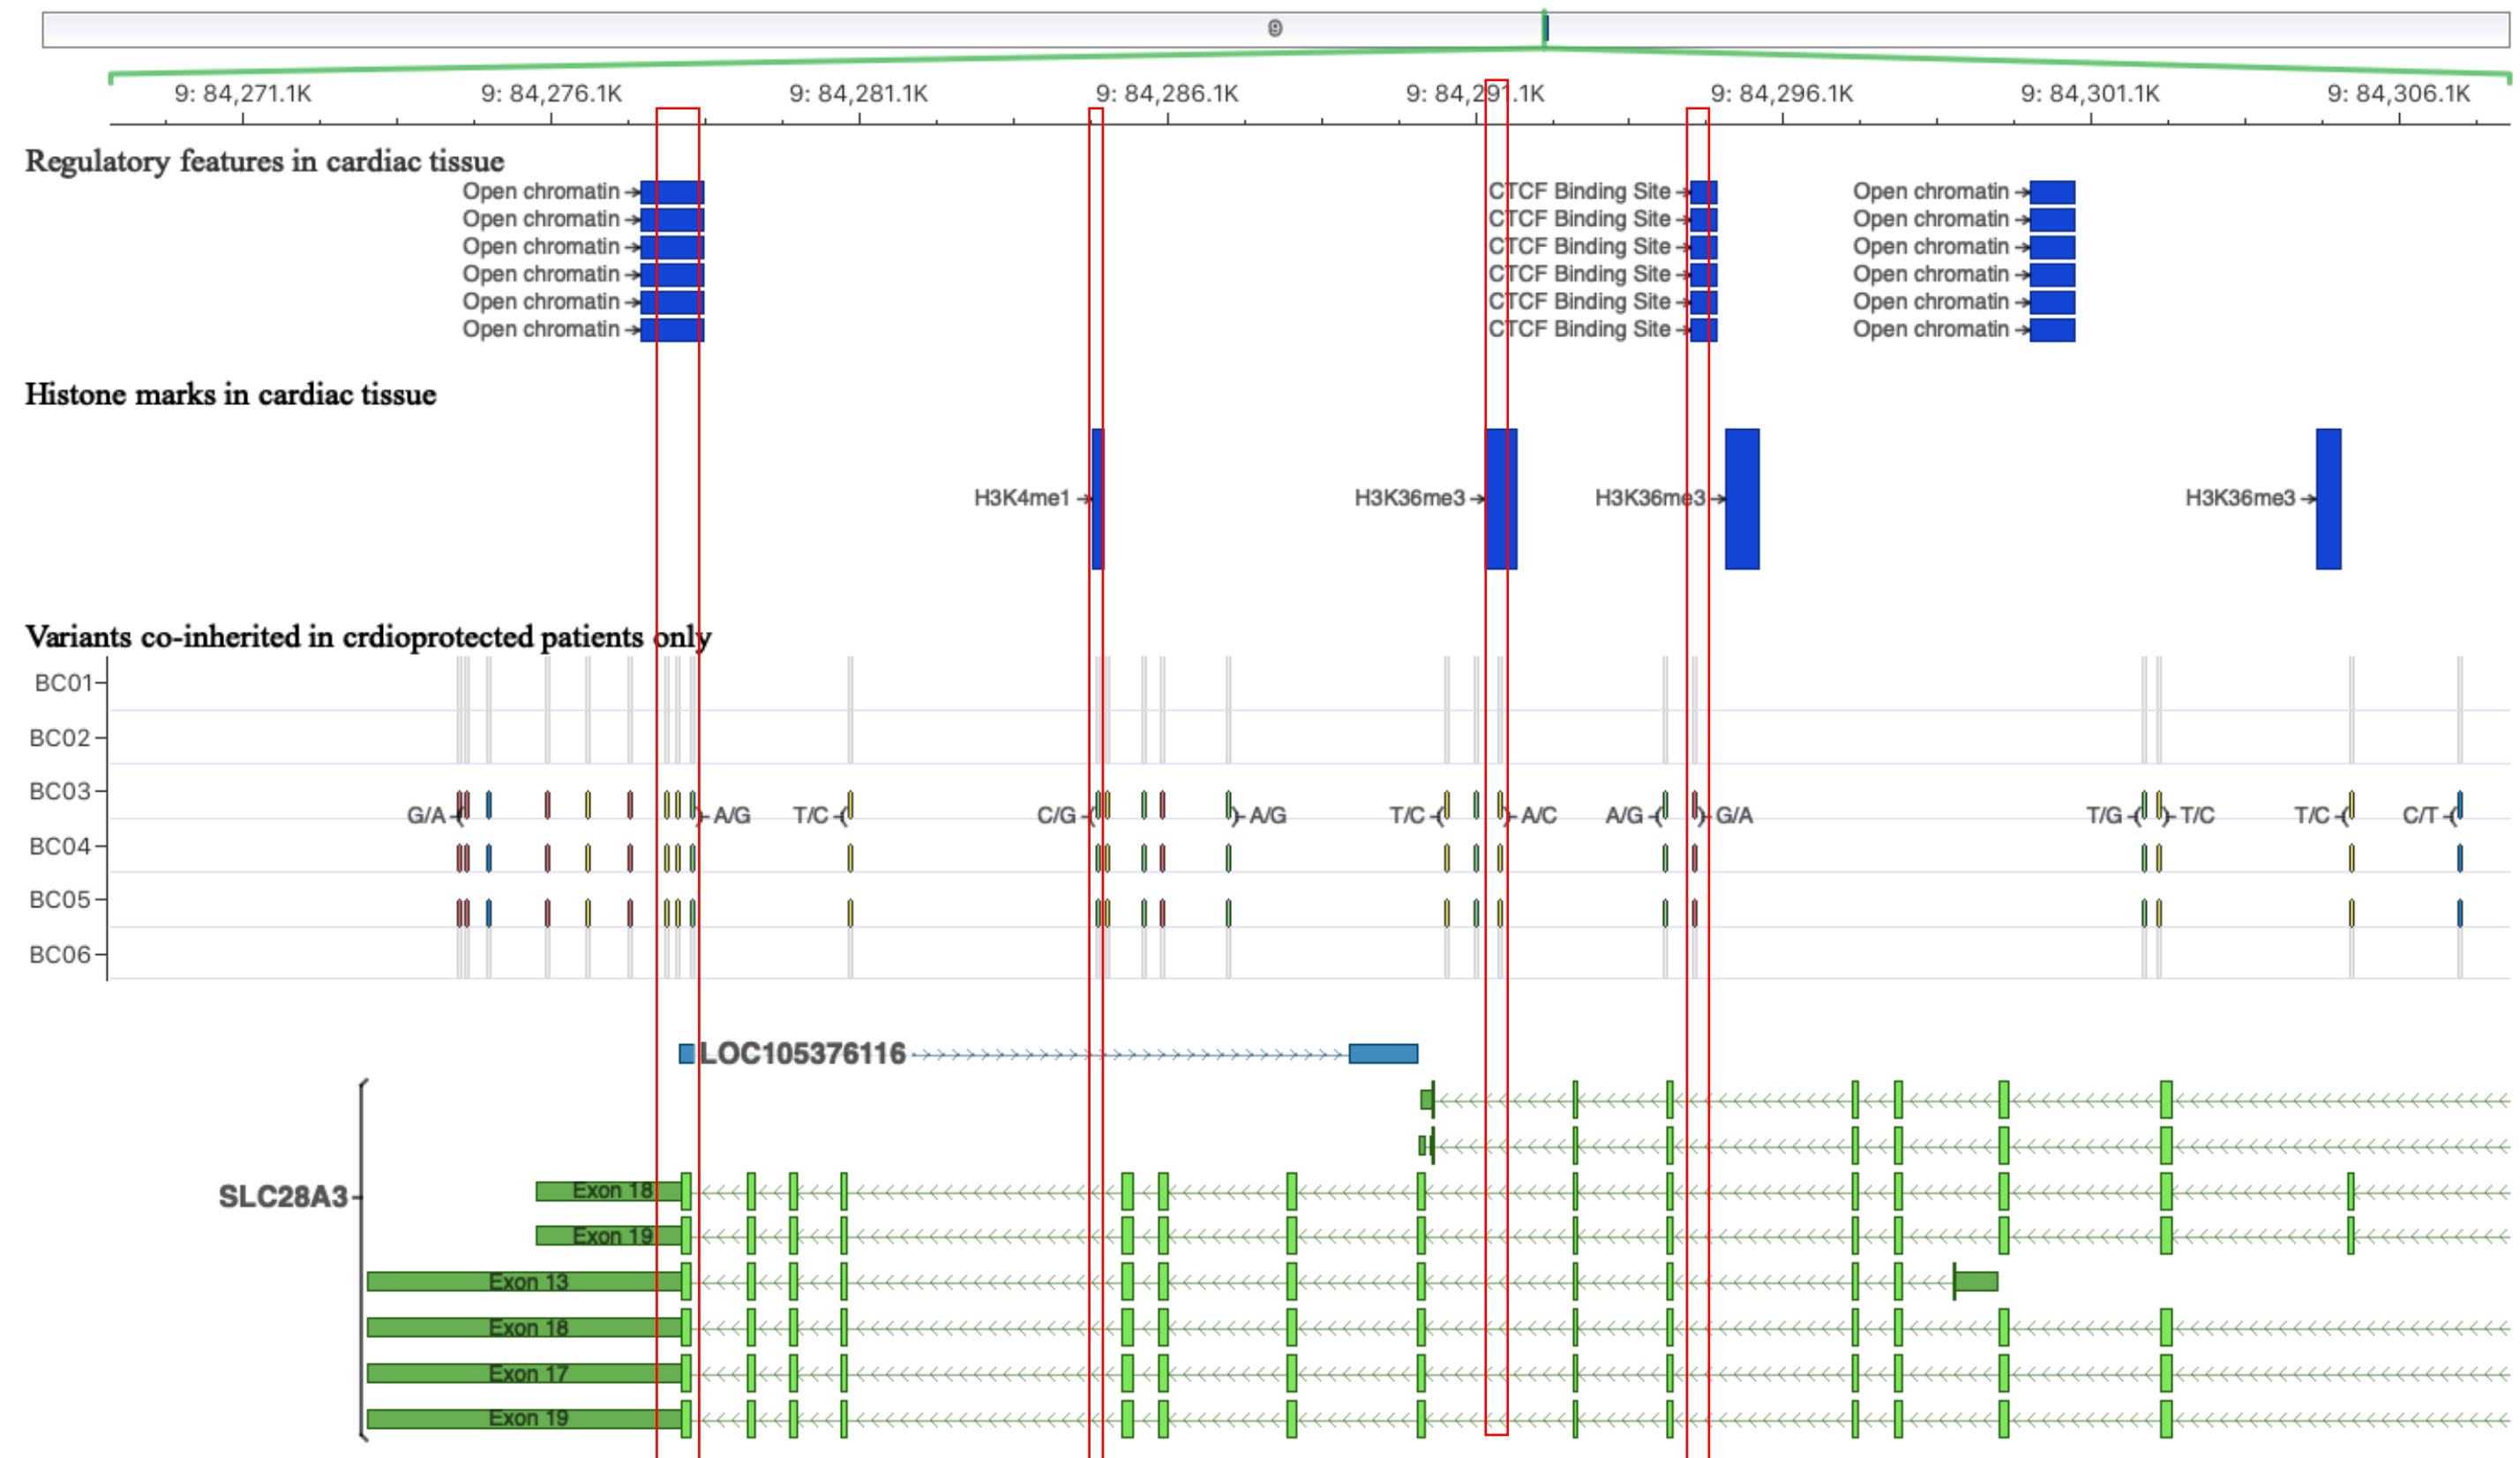 9
9: 84,271.1K 9: 84,276.1K 9: 84,281.1K 9: 84,286.1K 9: 84,291.1K 9: 84,296.1K 9: 84,301.1K 9: 84,306.1K
Regulatory features in cardiac tissue
Open chromatin CTCF Binding Site Open chromatin
Open chromatin CTCF Binding Site Open chromatin
Open chromatin CTCF Binding Site Open chromatin
Open chromatin CTCF Binding Site Open chromatin
Open chromatin CTCF Binding Site Open chromatin
Open chromatin CTCF Binding Site Open chromatin
Histone marks in cardiac tissue
H3K4me1 H3K36me3 H3K36me3 H3K36me3
Variants co-inherited in crdioprotected patients only
BC01
BC02
BC03
G/A A/G T/C C/G A/G T/C A/C A/G G/A T/G T/C T/C C/T
BC04
BC05
BC06
LOC105376116
SLC28A3
Exon 18
Exon 19
Exon 13
Exon 18
Exon 17
Exon 19